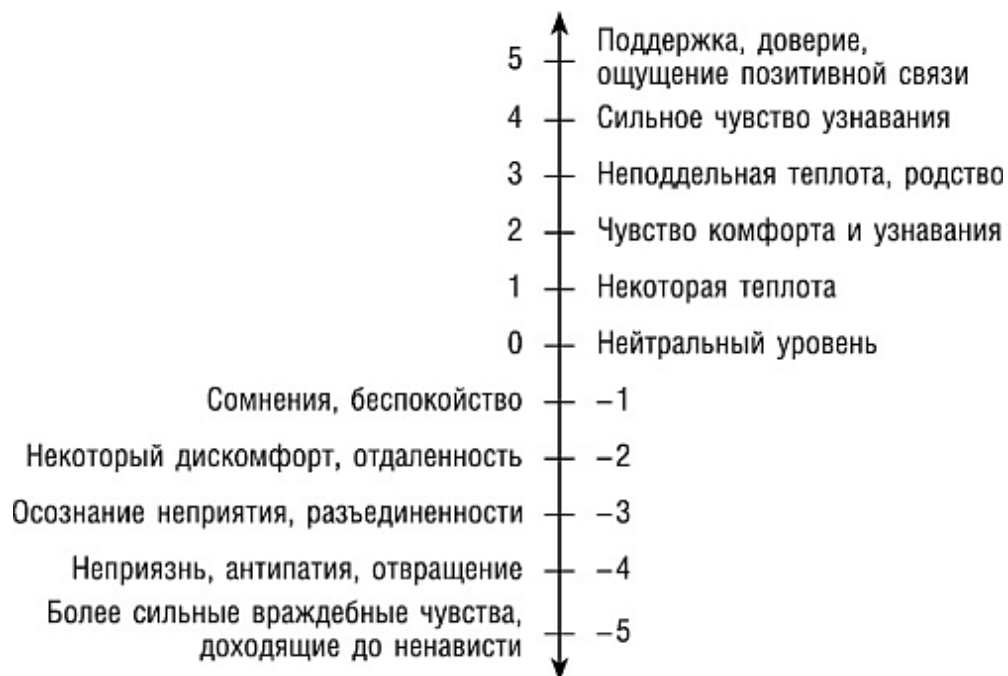 5 Поддержка, доверие,
ощущение позитивной связи
4 Сильное чувство узнавания
3 Неподдельная теплота, родство
2 Чувство комфорта и узнавания
1 Некоторая теплота
0 Нейтральный уровень
Сомнения, беспокойство –1
Некоторый дискомфорт, отдаленность –2
Осознание неприятия, разъединенности –3
Неприязнь, антипатия, отвращение –4
Более сильные враждебные чувства,
доходящие до ненависти –5